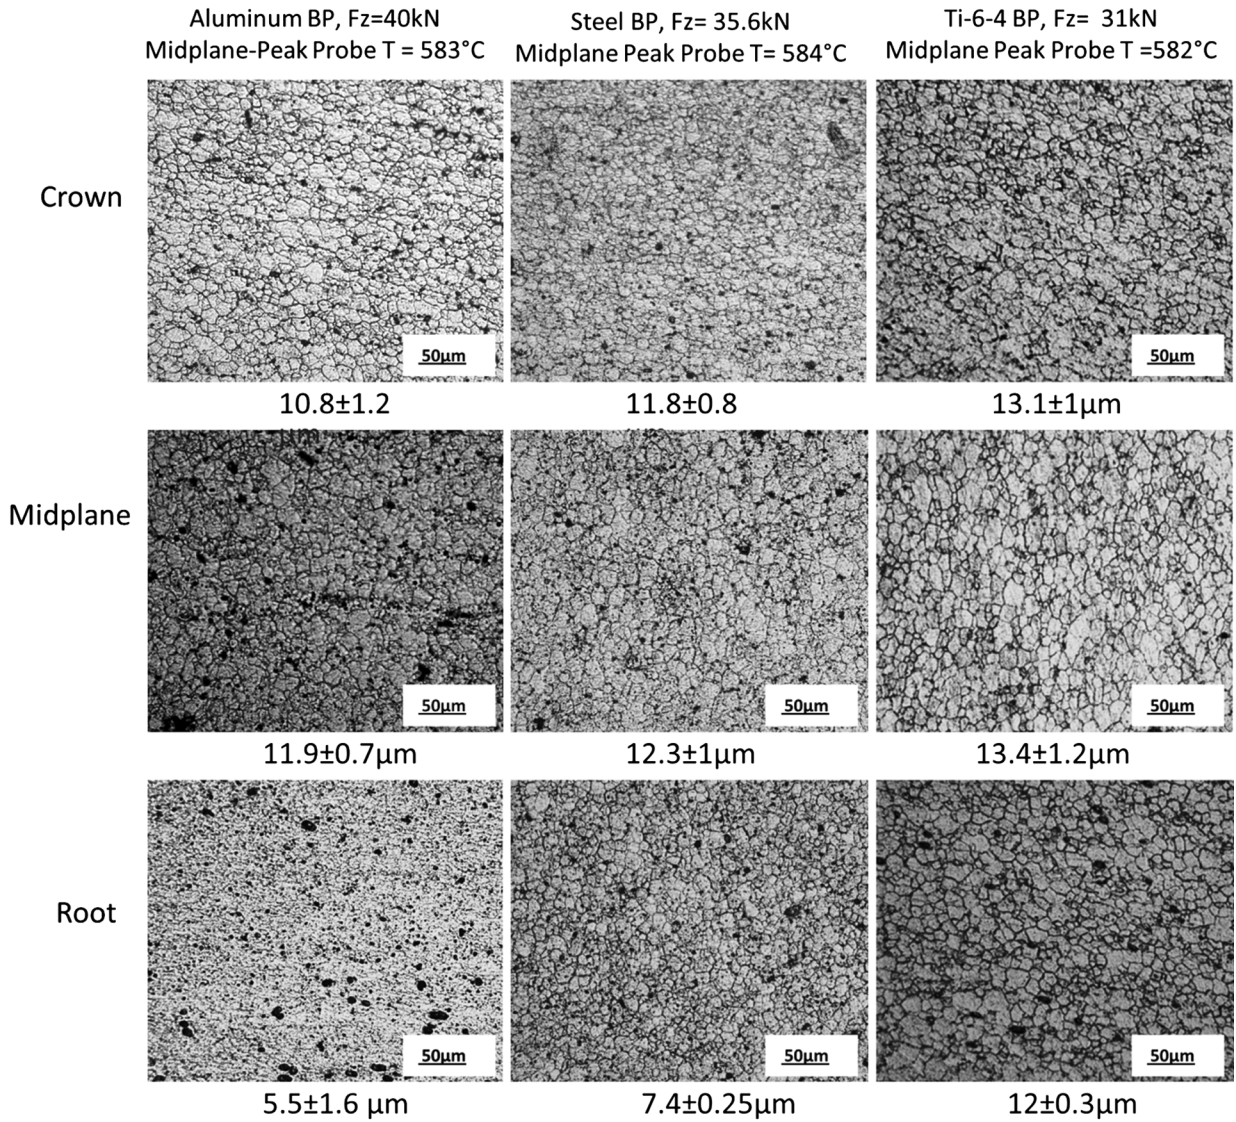 Aluminum BP, Fz=40kN
Midplane-Peak Probe T = 583°C
Steel BP, Fz= 35.6kN
Midplane Peak Probe T= 584°C
Ti-6-4 BP, Fz= 31kN
Midplane Peak Probe T =582°C
Crown
50µm
50µm
10.8±1.2
11.8±0.8
13.1±1µm
Midplane
50µm
50µm
50µm
11.9±0.7µm
12.3±1µm
13.4±1.2µm
Root
50µm
50µm
50µm
5.5±1.6 µm
7.4±0.25µm
12±0.3µm